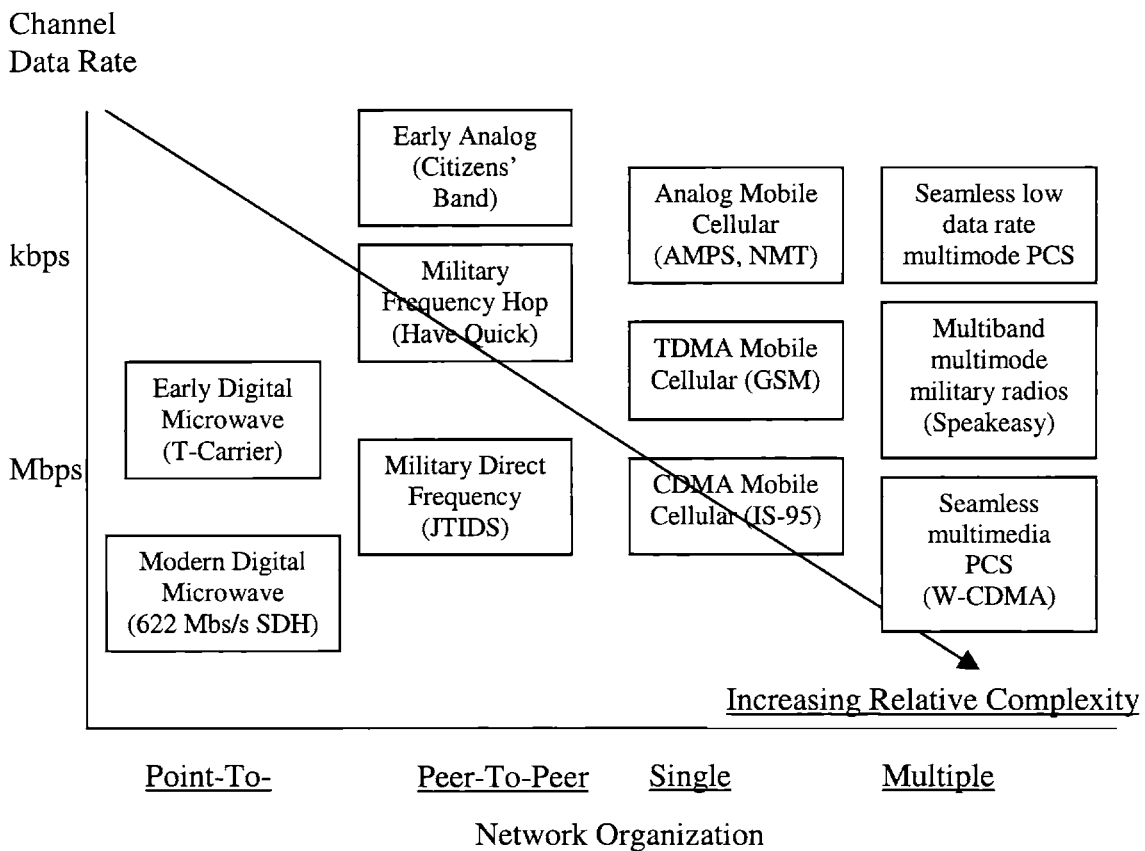 Channel
Data Rate
Early Analog
(Citizens'
Band)
Analog Mobile
Cellular
(AMPS, NMT)
Seamless low
data rate
multimode PCS
kbps
Military
Frequency Hop
(Have Quick)
TDMA Mobile
Cellular (GSM)
Multiband
multimode
military radios
(Speakeasy)
Early Digital
Microwave
(T-Carrier)
Mbps
Military Direct
Frequency
(JTIDS)
CDMA Mobile
Cellular (IS-95)
Seamless
multimedia
PCS
(W-CDMA)
Modern Digital
Microwave
(622 Mbs/s SDH)
Increasing Relative Complexity
Point-To-
Peer-To-Peer
Single
Multiple
Network Organization